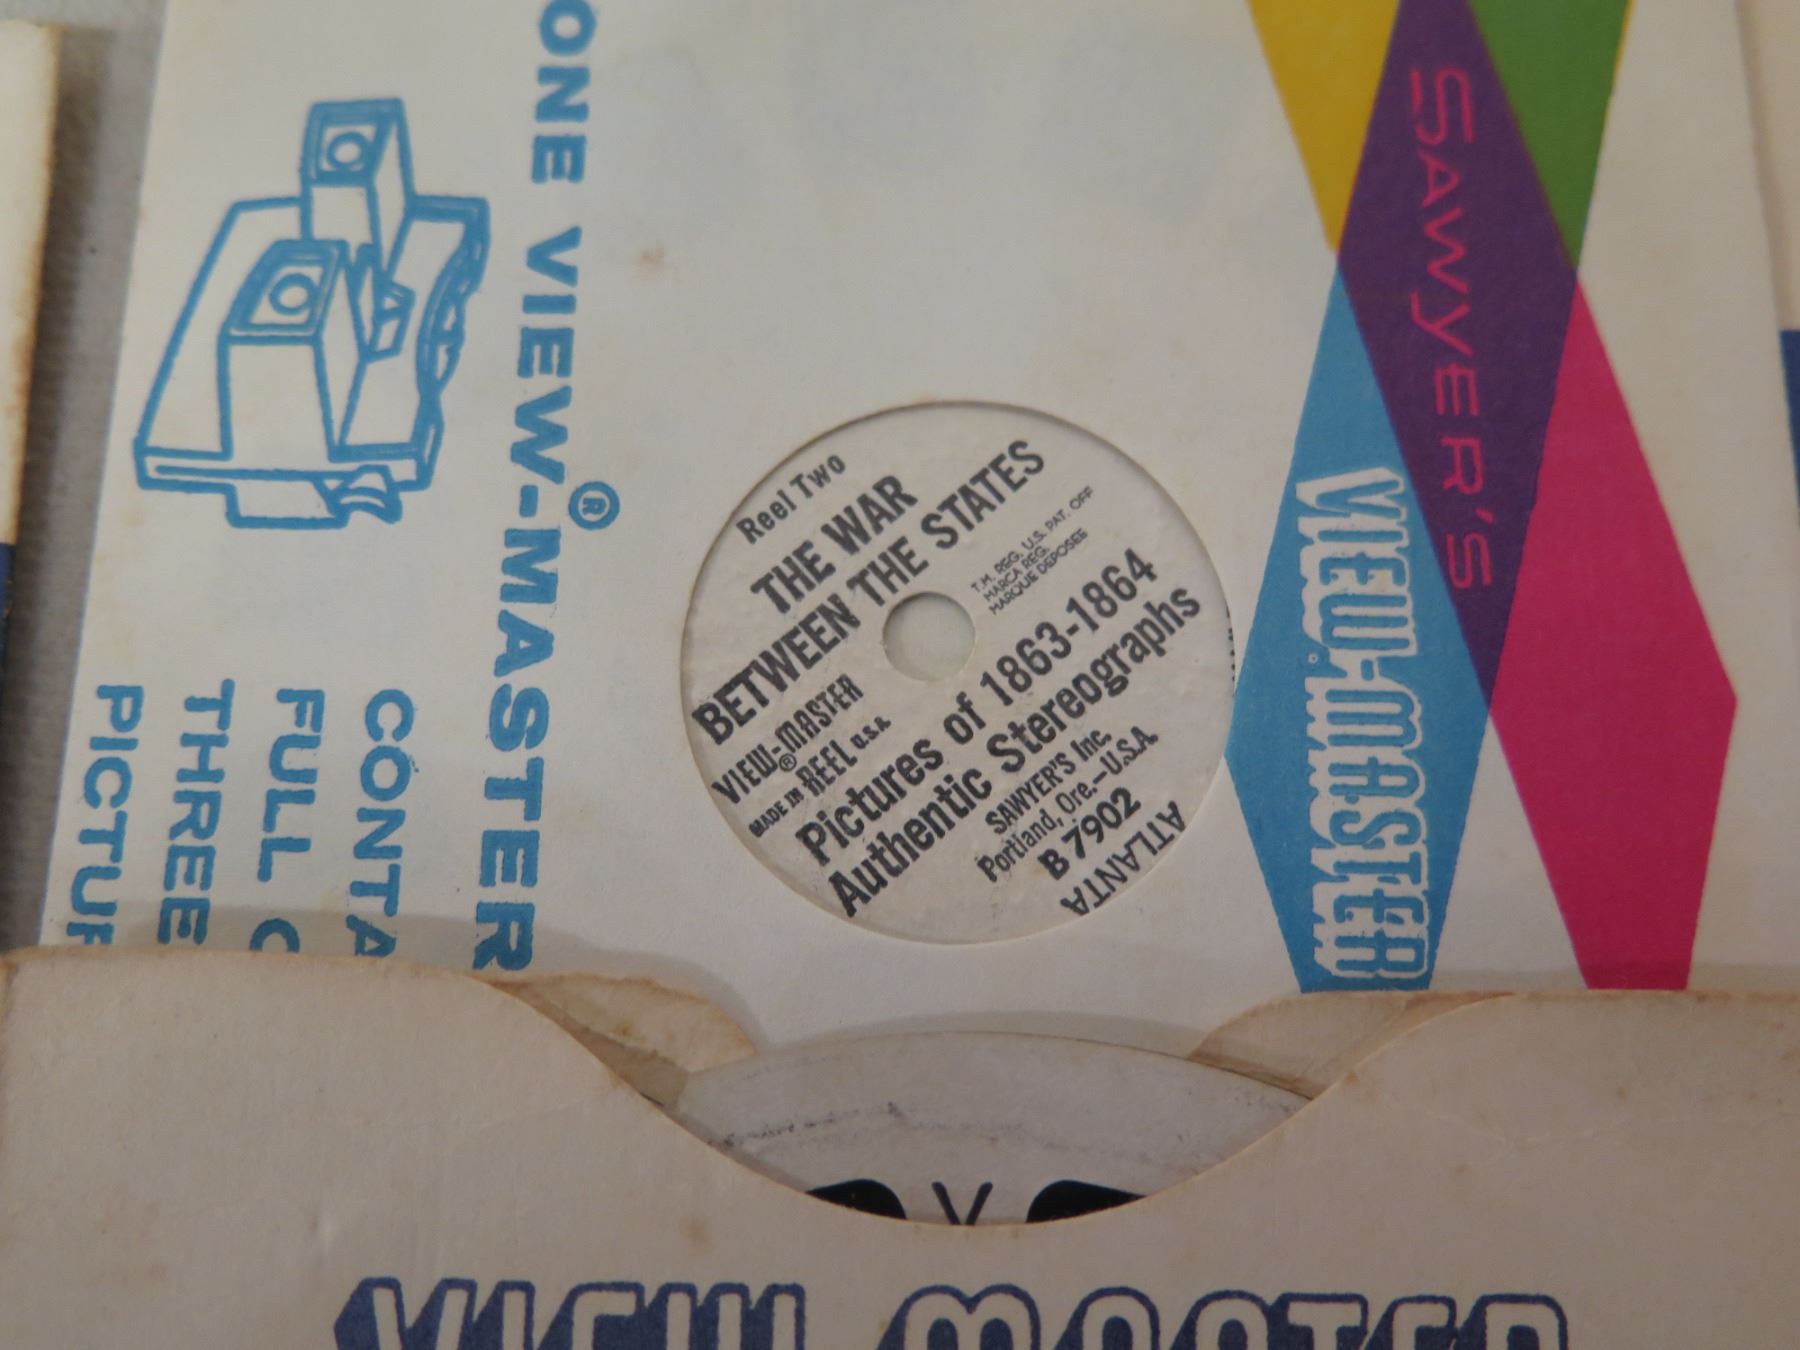 ONE VIEW-MASTER®
CONTA
FULL C
THREE
PICTUR
Reel Two
THE WAR
BETWEEN THE STATES
T.M. REG. U.S. PAT. OFF
MARCA REG.
MARQUE DEPOSEE
VIEW-MASTER
®
MADE IN REEL U.S.A.
Pictures of 1863-1864
Authentic Stereographs
SAWYER'S Inc.
Portland, Ore.-U.S.A.
B 7902
ATLANTA
SAWYER'S
VIEW-MASTER
V
VIEW-MASTER